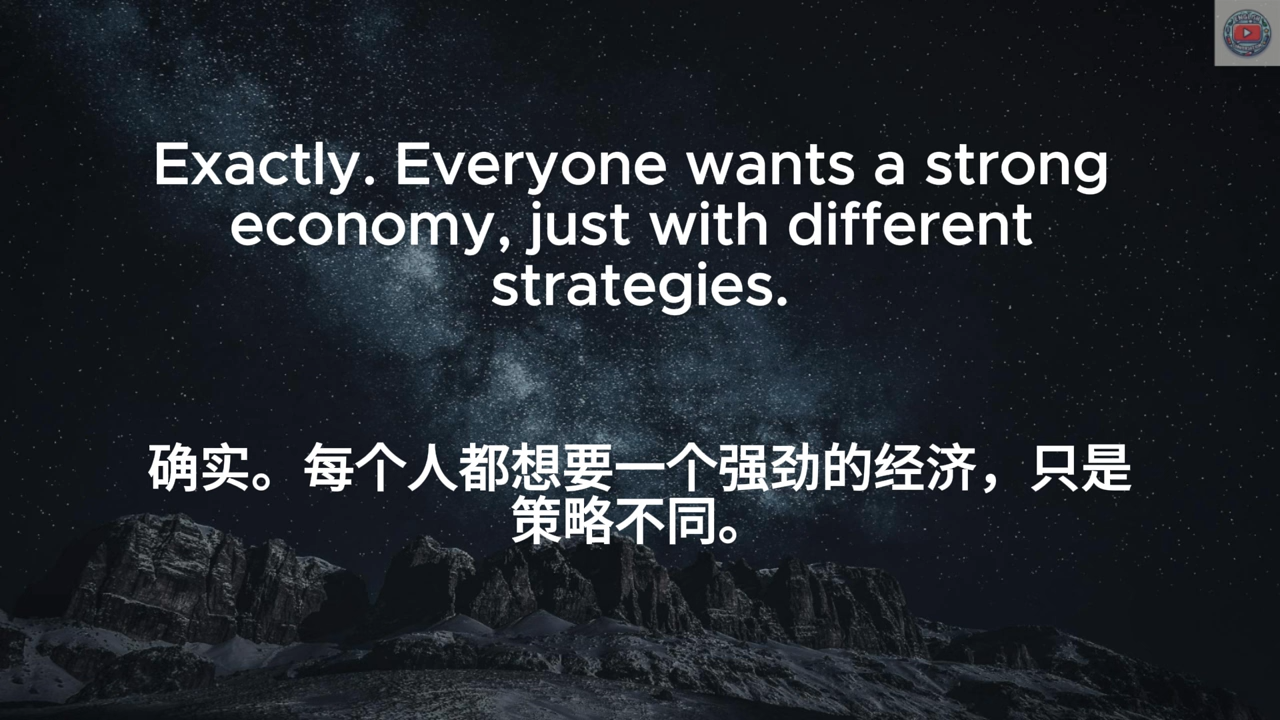 Exactly. Everyone wants a strong
economy, just with different
strategies.
确实。每个人都想要一个强劲的经济，只是
策略不同。